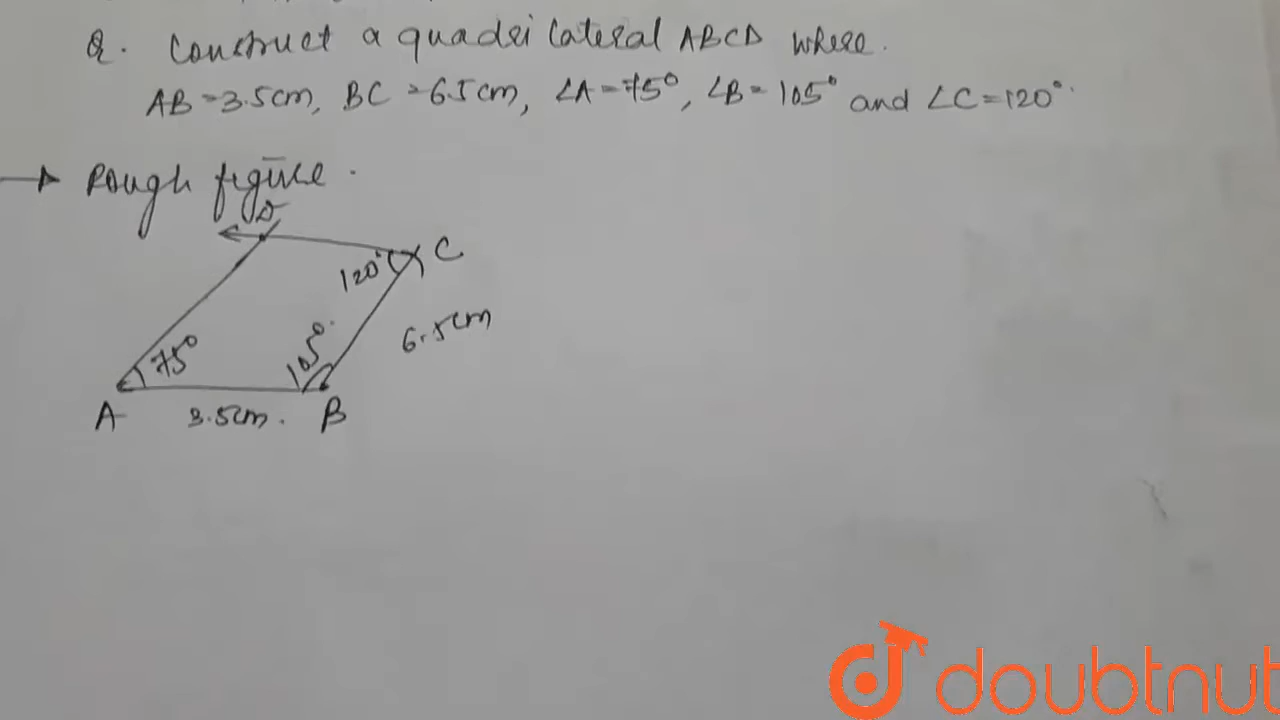 Q. Construct a quadrilateral ABCD where.
AB = 3.5cm, BC = 6.5cm, ∠A = 75°, ∠B = 105° and ∠C = 120°.
→ Rough figure.
D
C
120°
6.5cm
105°
75°
A 3.5cm. B
doubtnut